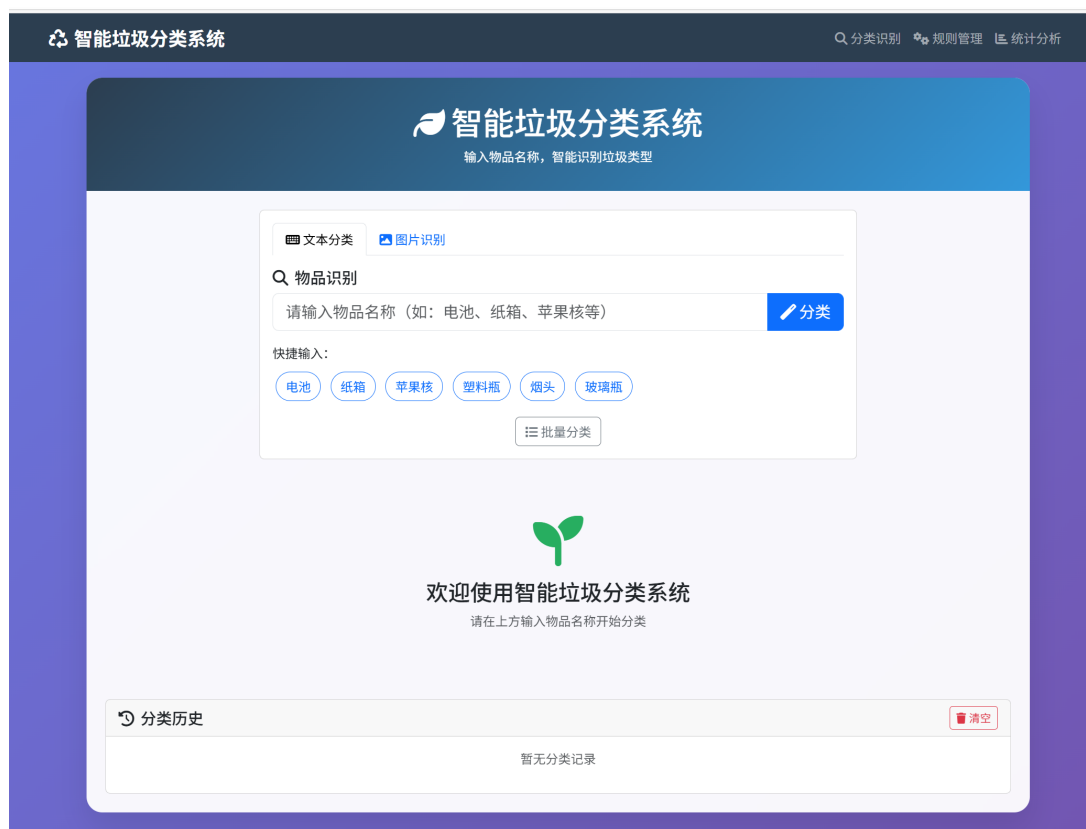 智能垃圾分类系统 分类识别 规则管理 统计分析
智能垃圾分类系统
输入物品名称，智能识别垃圾类型
文本分类 图片识别
物品识别
请输入物品名称（如：电池、纸箱、苹果核等） 分类
快捷输入：
电池 纸箱 苹果核 塑料瓶 烟头 玻璃瓶
批量分类
欢迎使用智能垃圾分类系统
请在上方输入物品名称开始分类
分类历史 清空
暂无分类记录